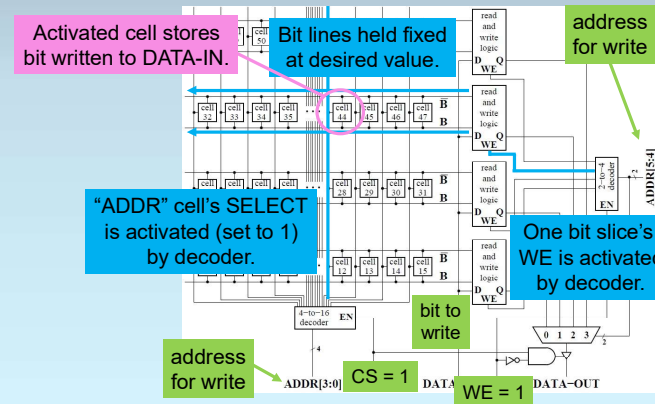 Activated cell stores
bit written to DATA-IN.
Bit lines held fixed
at desired value.
address
for write
cell
50
read
and
write
logic
D WE Q
cell
32
cell
33
cell
34
cell
35
cell
44
cell
45
cell
46
cell
47
B
B
read
and
write
logic
D WE Q
2-to-4
decoder
EN
2
ADDR[5:4]
cell
28
cell
29
cell
30
cell
31
B
B
read
and
write
logic
D Q
"ADDR" cell's SELECT
is activated (set to 1)
by decoder.
One bit slice's
WE is activated
by decoder.
cell
12
cell
13
cell
14
cell
15
B
B
read
and
write
logic
D Q
WE
4-to-16
decoder
EN
4
bit to
write
0 1 2 3
2
address
for write
ADDR[3:0]
CS = 1
DATA
WE = 1
DATA-OUT